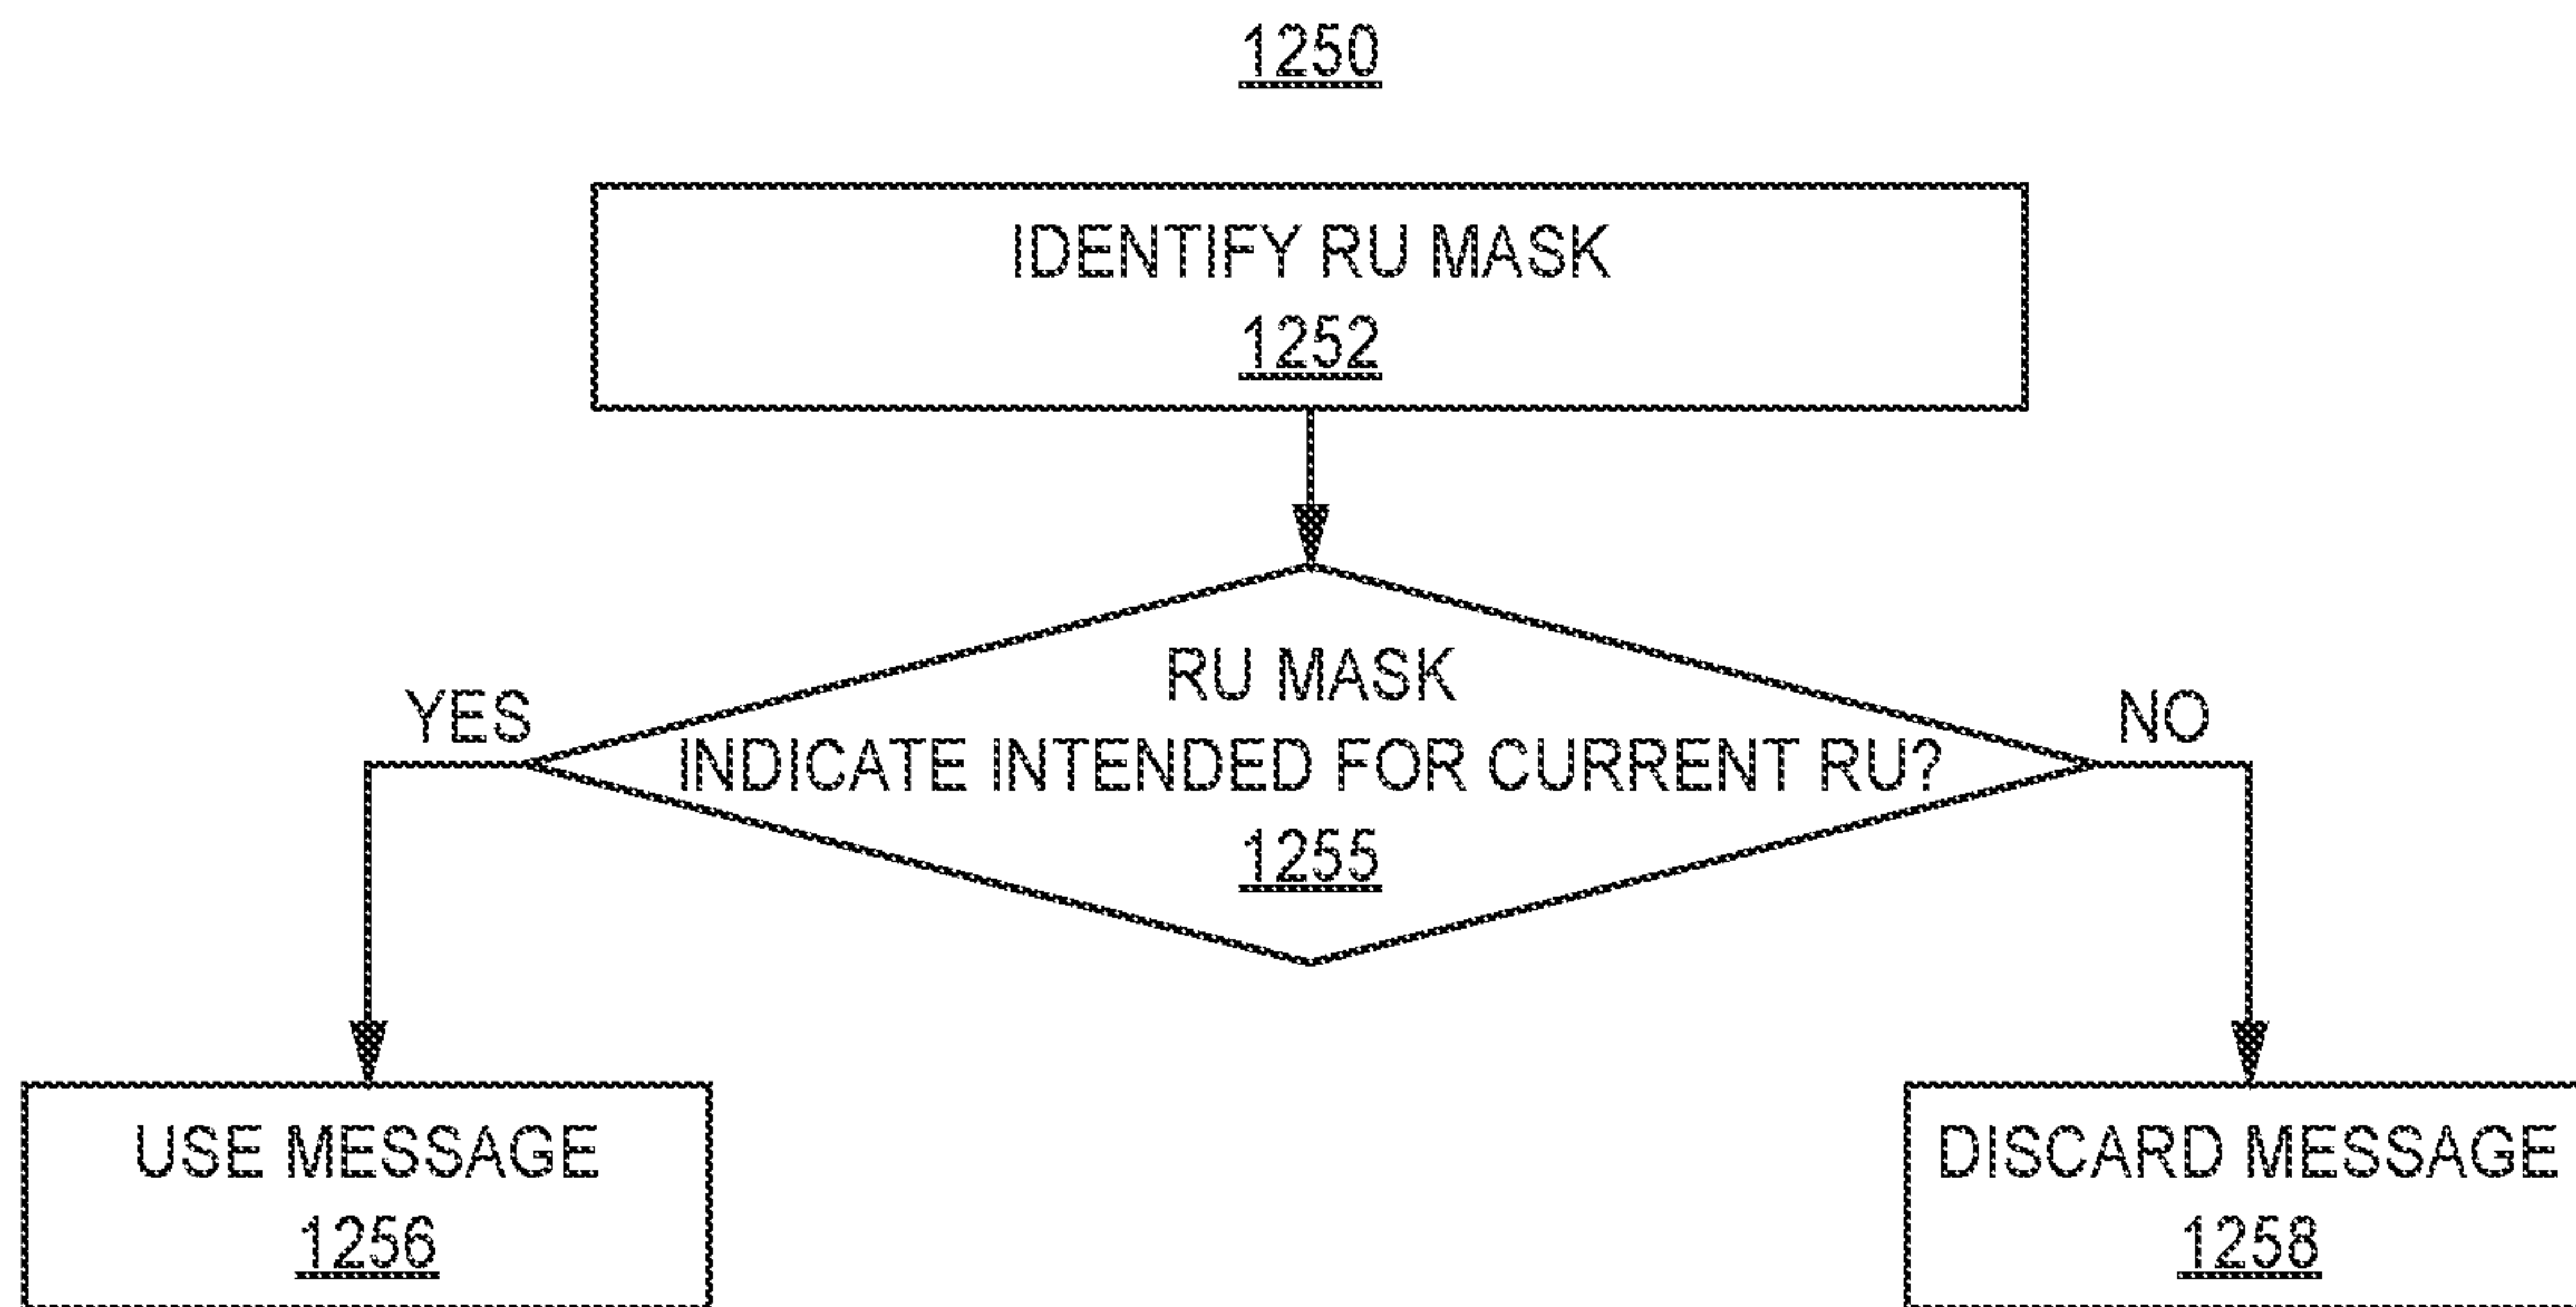 1250
IDENTIFY RU MASK
1252
RU MASK
YES
NO
INDICATE INTENDED FOR CURRENT RU?
1255
USE MESSAGE
1256
DISCARD MESSAGE
1258